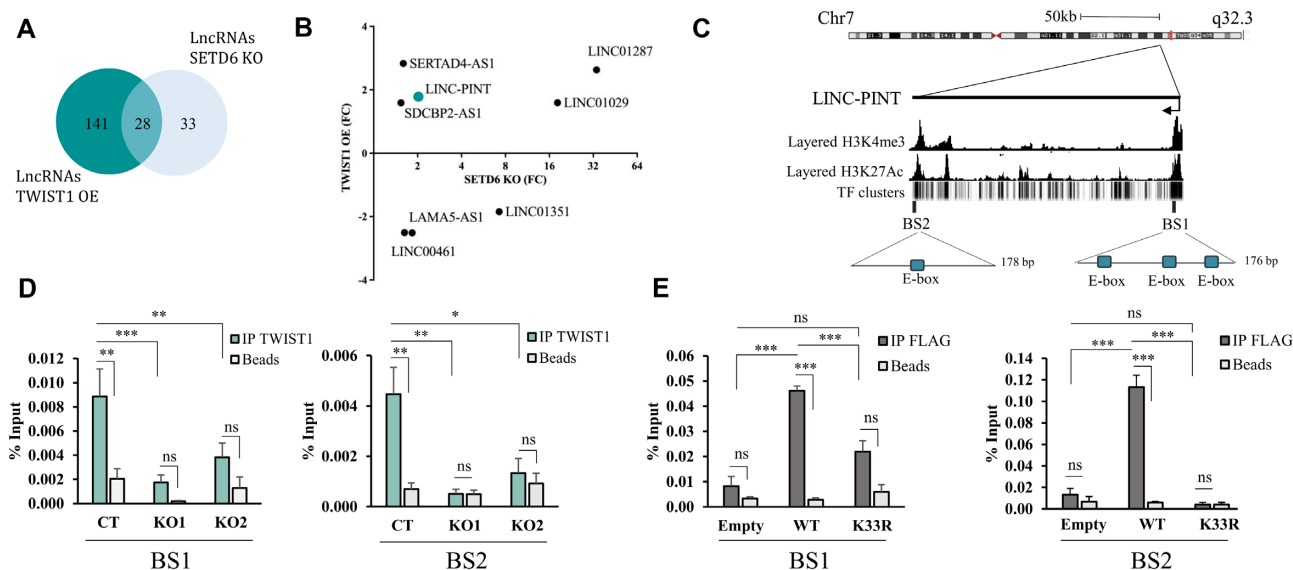 A
LncRNAs
SETD6 KO
141
28
33
LncRNAs
TWIST1 OE
B
TWIST1 OE (FC)
4
2
0
-2
-4
2
4
8
16
32
64
SETD6 KO (FC)
SERTAD4-AS1
LINC-PINT
SDCBP2-AS1
LINC01287
LINC01029
LAMA5-AS1
LINC01351
LINC00461
C
Chr7
50kb
q32.3
LINC-PINT
Layered H3K4me3
Layered H3K27Ac
TF clusters
BS2
BS1
178 bp
176 bp
E-box
E-box
E-box
E-box
D
**
***
**
ns
ns
IP TWIST1
Beads
% Input
0.012
0.010
0.008
0.006
0.004
0.002
0.000
CT
KO1
KO2
BS1
*
**
**
ns
ns
IP TWIST1
Beads
% Input
0.006
0.004
0.002
0.000
CT
KO1
KO2
BS2
E
ns
***
***
***
ns
ns
IP FLAG
Beads
% Input
0.06
0.05
0.04
0.03
0.02
0.01
0.00
Empty
WT
K33R
BS1
ns
***
***
***
ns
ns
IP FLAG
Beads
% Input
0.14
0.12
0.10
0.08
0.06
0.04
0.02
0.00
Empty
WT
K33R
BS2